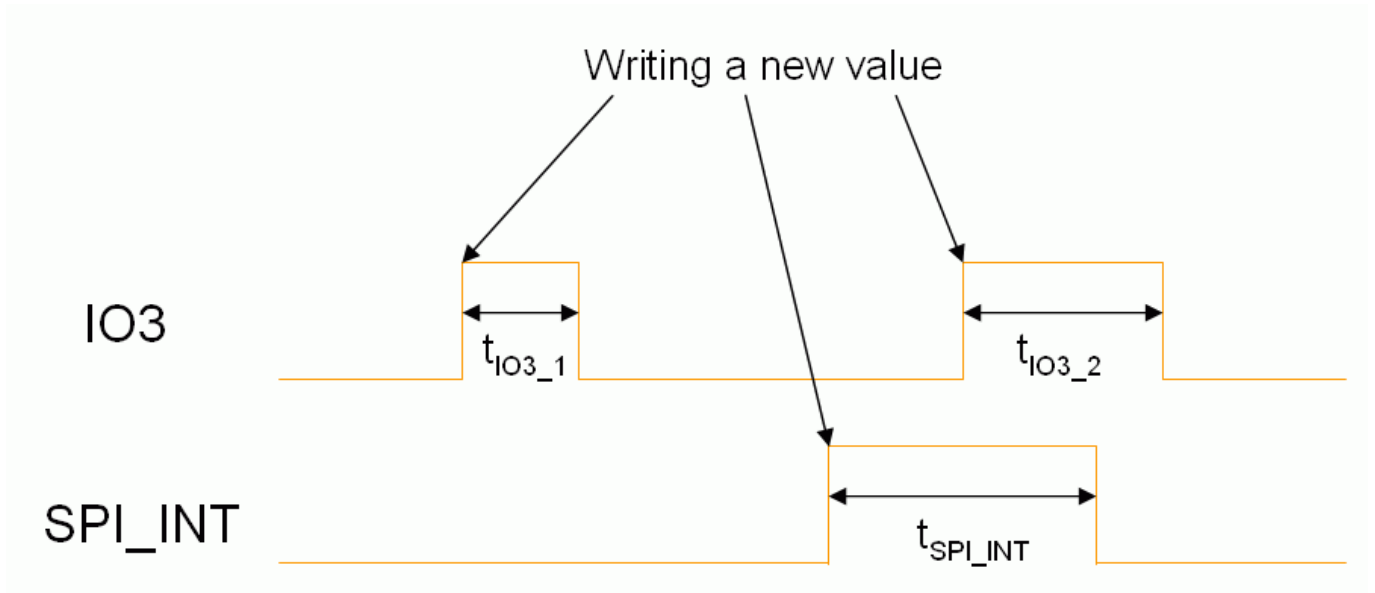 Writing a new value
IO3
tIO3_1
tIO3_2
SPI_INT
tSPI_INT